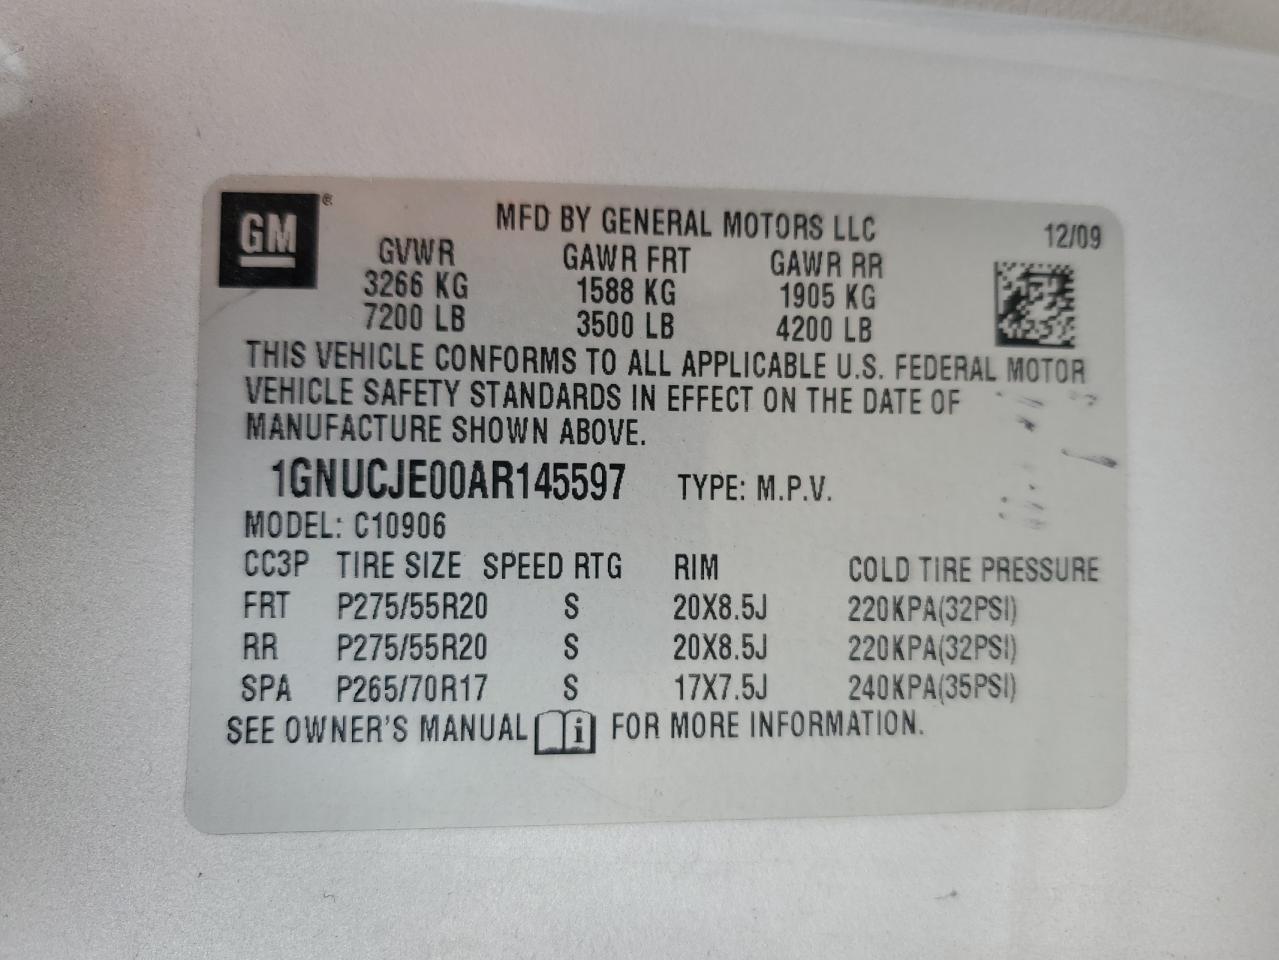 GM ®
MFD BY GENERAL MOTORS LLC 12/09
GVWR GAWR FRT GAWR RR
3266 KG 1588 KG 1905 KG
7200 LB 3500 LB 4200 LB
THIS VEHICLE CONFORMS TO ALL APPLICABLE U.S. FEDERAL MOTOR
VEHICLE SAFETY STANDARDS IN EFFECT ON THE DATE OF
MANUFACTURE SHOWN ABOVE.
1GNUCJE00AR145597 TYPE: M.P.V.
MODEL: C10906
CC3P TIRE SIZE SPEED RTG RIM COLD TIRE PRESSURE
FRT P275/55R20 S 20X8.5J 220KPA(32PSI)
RR P275/55R20 S 20X8.5J 220KPA(32PSI)
SPA P265/70R17 S 17X7.5J 240KPA(35PSI)
SEE OWNER'S MANUAL i FOR MORE INFORMATION.